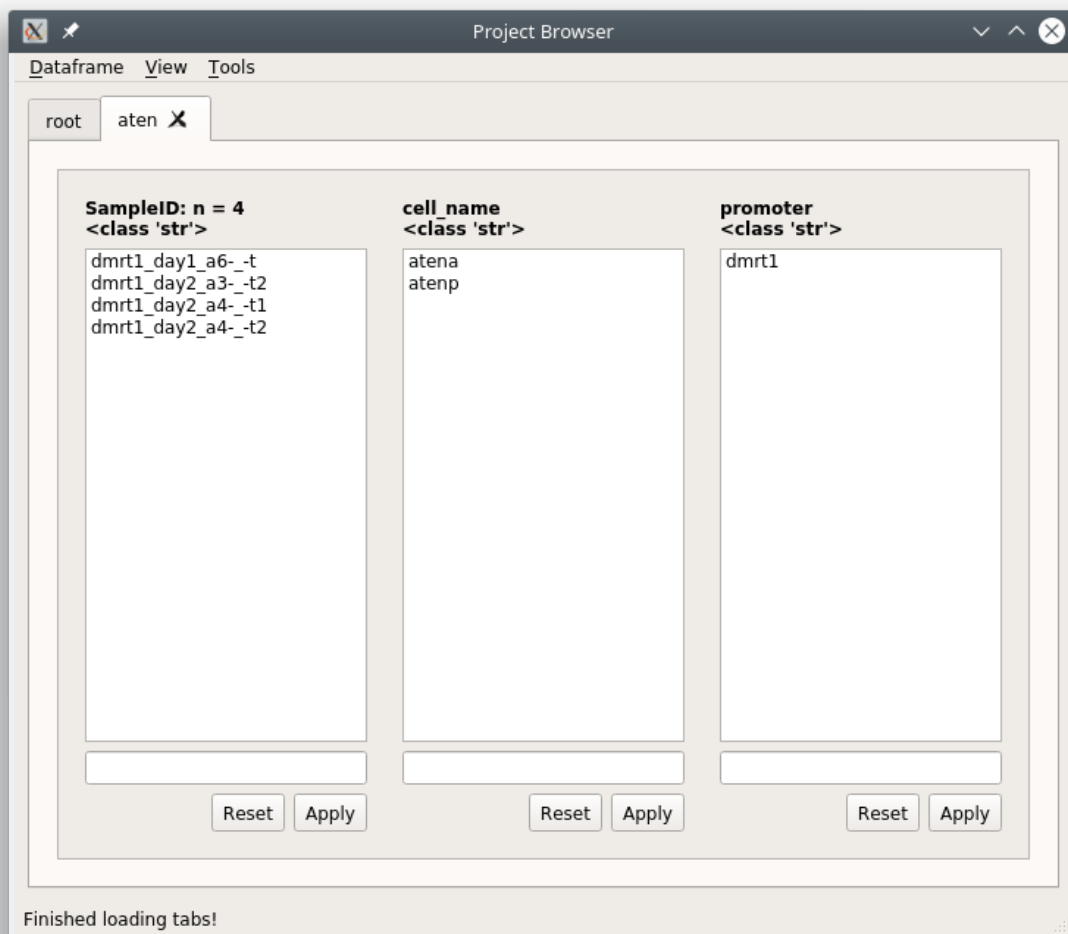 Project Browser
Dataframe View Tools
root aten
SampleID: n = 4
<class 'str'>
dmrt1_day1_a6-_-t
dmrt1_day2_a3-_-t2
dmrt1_day2_a4-_-t1
dmrt1_day2_a4-_-t2
Reset Apply
cell_name
<class 'str'>
atena
atenp
Reset Apply
promoter
<class 'str'>
dmrt1
Reset Apply
Finished loading tabs!